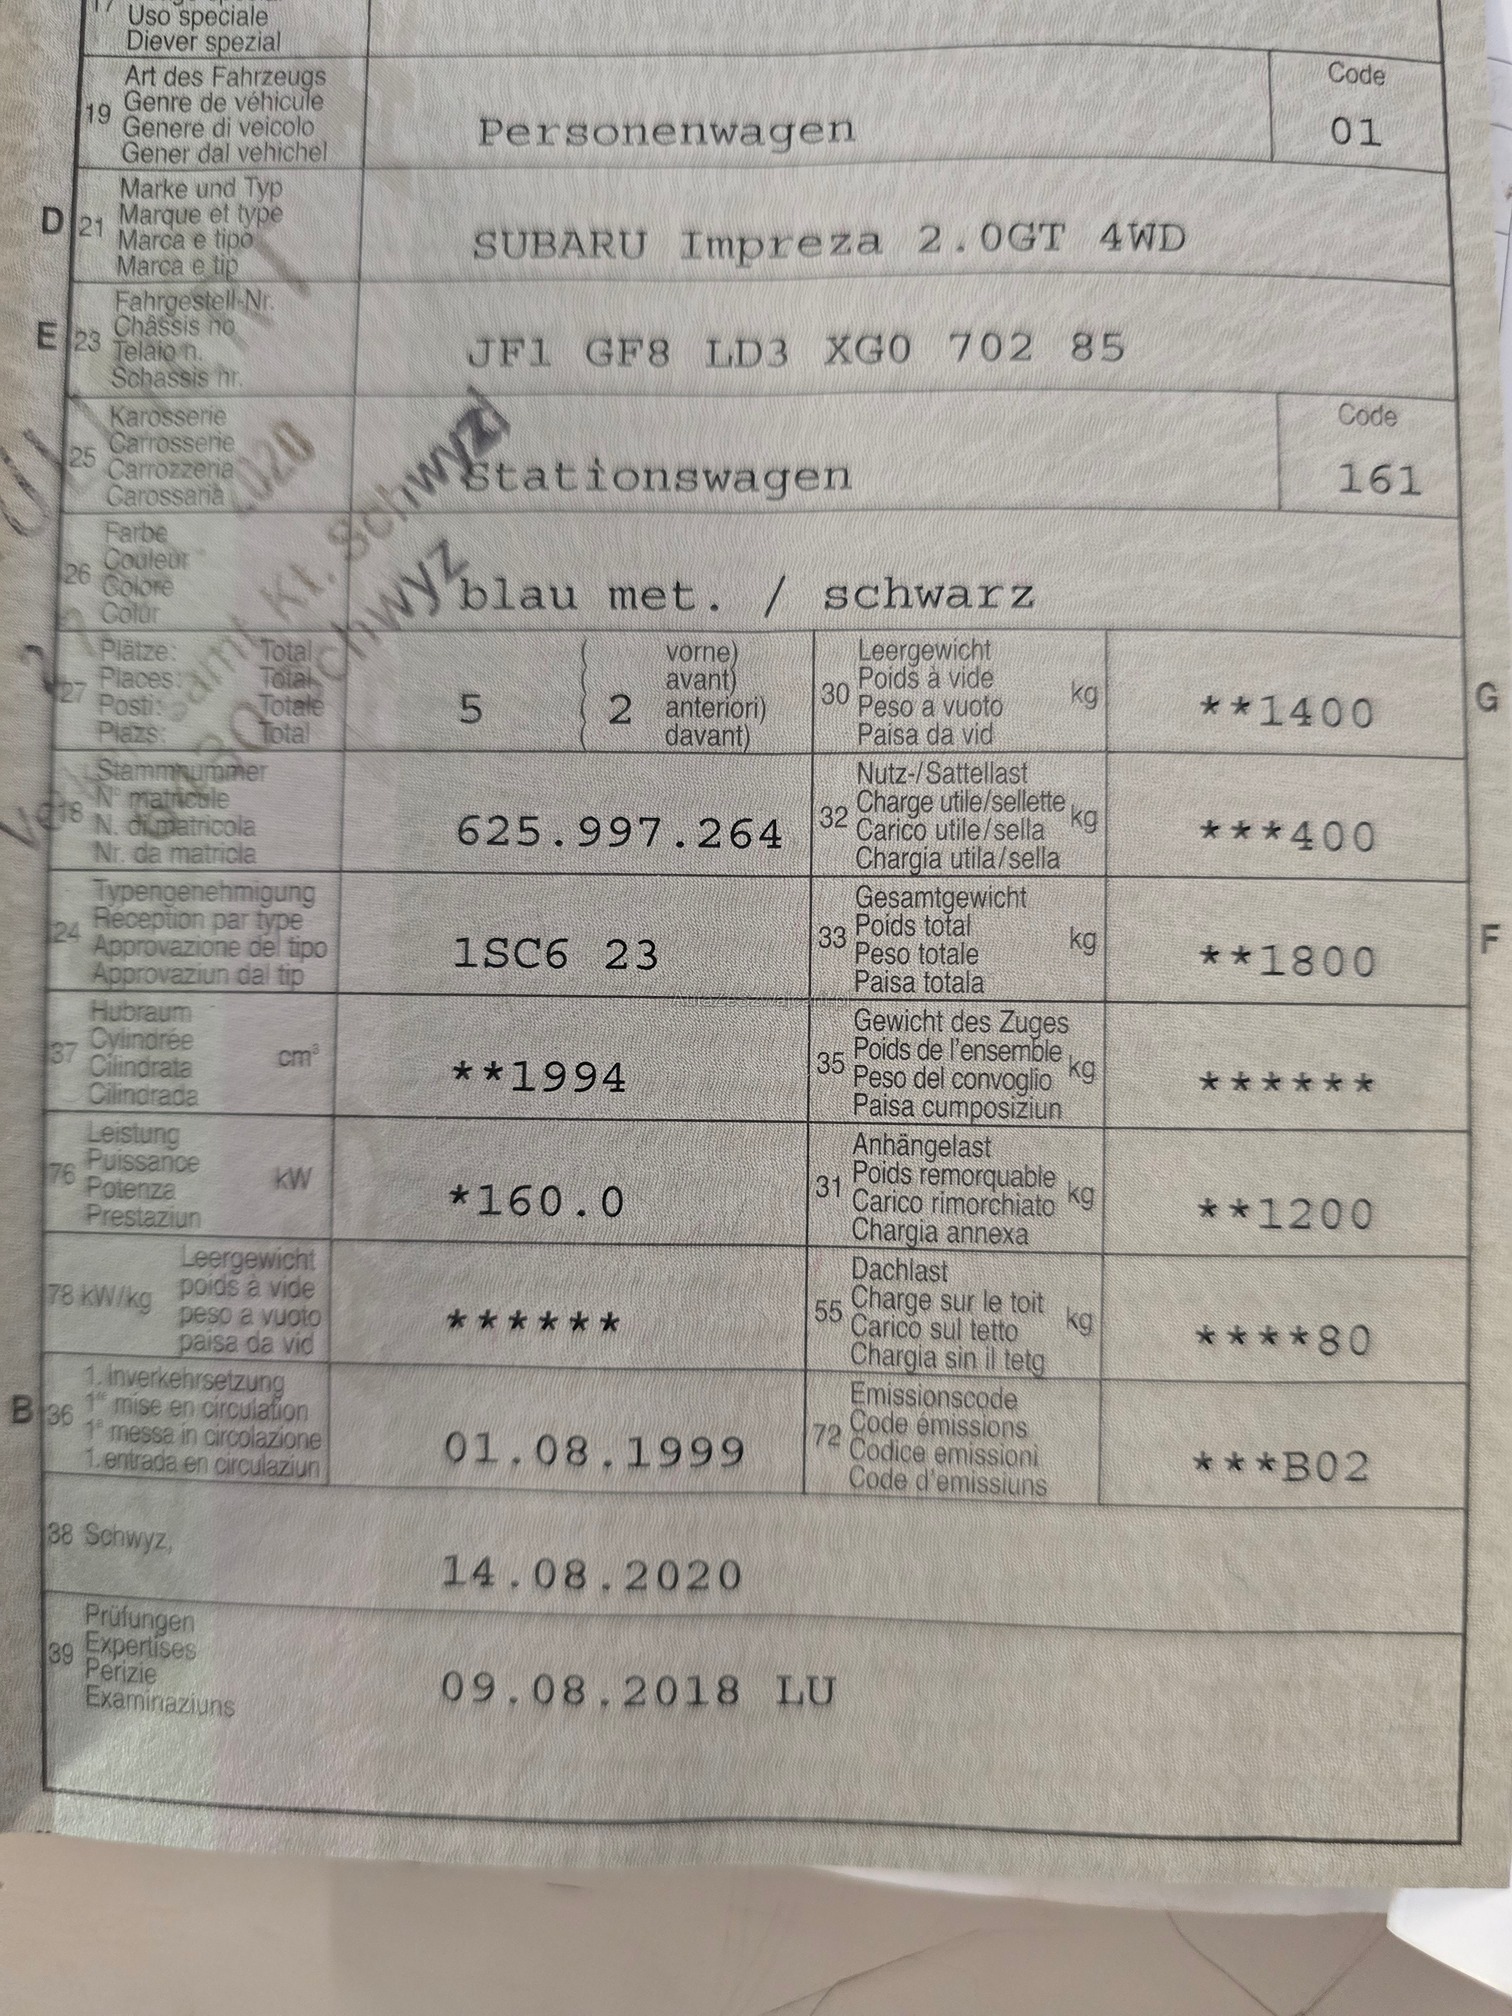 17
Uso speciale
Diever spezial
Art des Fahrzeugs
19 Genre de véhicule
Genere di veicolo
Gener dal vehichel
Personenwagen
Code
01
D 21
Marke und Typ
Marque et type
Marca e tipo
Marca e tip
SUBARU Impreza 2.0GT 4WD
E 23
Fahrgestell-Nr.
Châssis no
Telaio n.
Schassis nr.
JF1 GF8 LD3 XG0 702 85
25
Karosserie
Carrosserie
Carrozzeria
Carossaria
Stationswagen
Code
161
26
Farbe
Couleur
Colore
Colur
blau met. / schwarz
2020
amt Kt. Schwyz
Schwyz
27
Plätze: Total
Places: Total
Posti: Totale
Plazs: Total
5 ( 2
vorne)
avant)
anteriori)
davant)
30
Leergewicht
Poids à vide
Peso a vuoto
Paisa da vid
kg
**1400
G
18
Stammnummer
N° matricule
N. di matricola
Nr. da matricla
625.997.264
32
Nutz-/Sattellast
Charge utile/sellette
Carico utile/sella
Chargia utila/sella
kg
***400
24
Typengenehmigung
Réception par type
Approvazione del tipo
Approvaziun dal tip
1SC6 23
33
Gesamtgewicht
Poids total
Peso totale
Paisa totala
kg
**1800
F
37
Hubraum
Cylindrée
Cilindrata
Cilindrada
cm³
**1994
35
Gewicht des Zuges
Poids de l'ensemble
Peso del convoglio
Paisa cumposiziun
kg
******
76
Leistung
Puissance
Potenza
Prestaziun
kW
*160.0
31
Anhängelast
Poids remorquable
Carico rimorchiato
Chargia annexa
kg
**1200
78 kW/kg
Leergewicht
poids à vide
peso a vuoto
paisa da vid
******
55
Dachlast
Charge sur le toit
Carico sul tetto
Chargia sin il tetg
kg
****80
B 36
1. Inverkehrsetzung
1re mise en circulation
1a messa in circolazione
1. entrada en circulaziun
01.08.1999
72
Emissionscode
Code émissions
Codice emissioni
Code d'emissiuns
***B02
38 Schwyz,
14.08.2020
39
Prüfungen
Expertises
Perizie
Examinaziuns
09.08.2018 LU